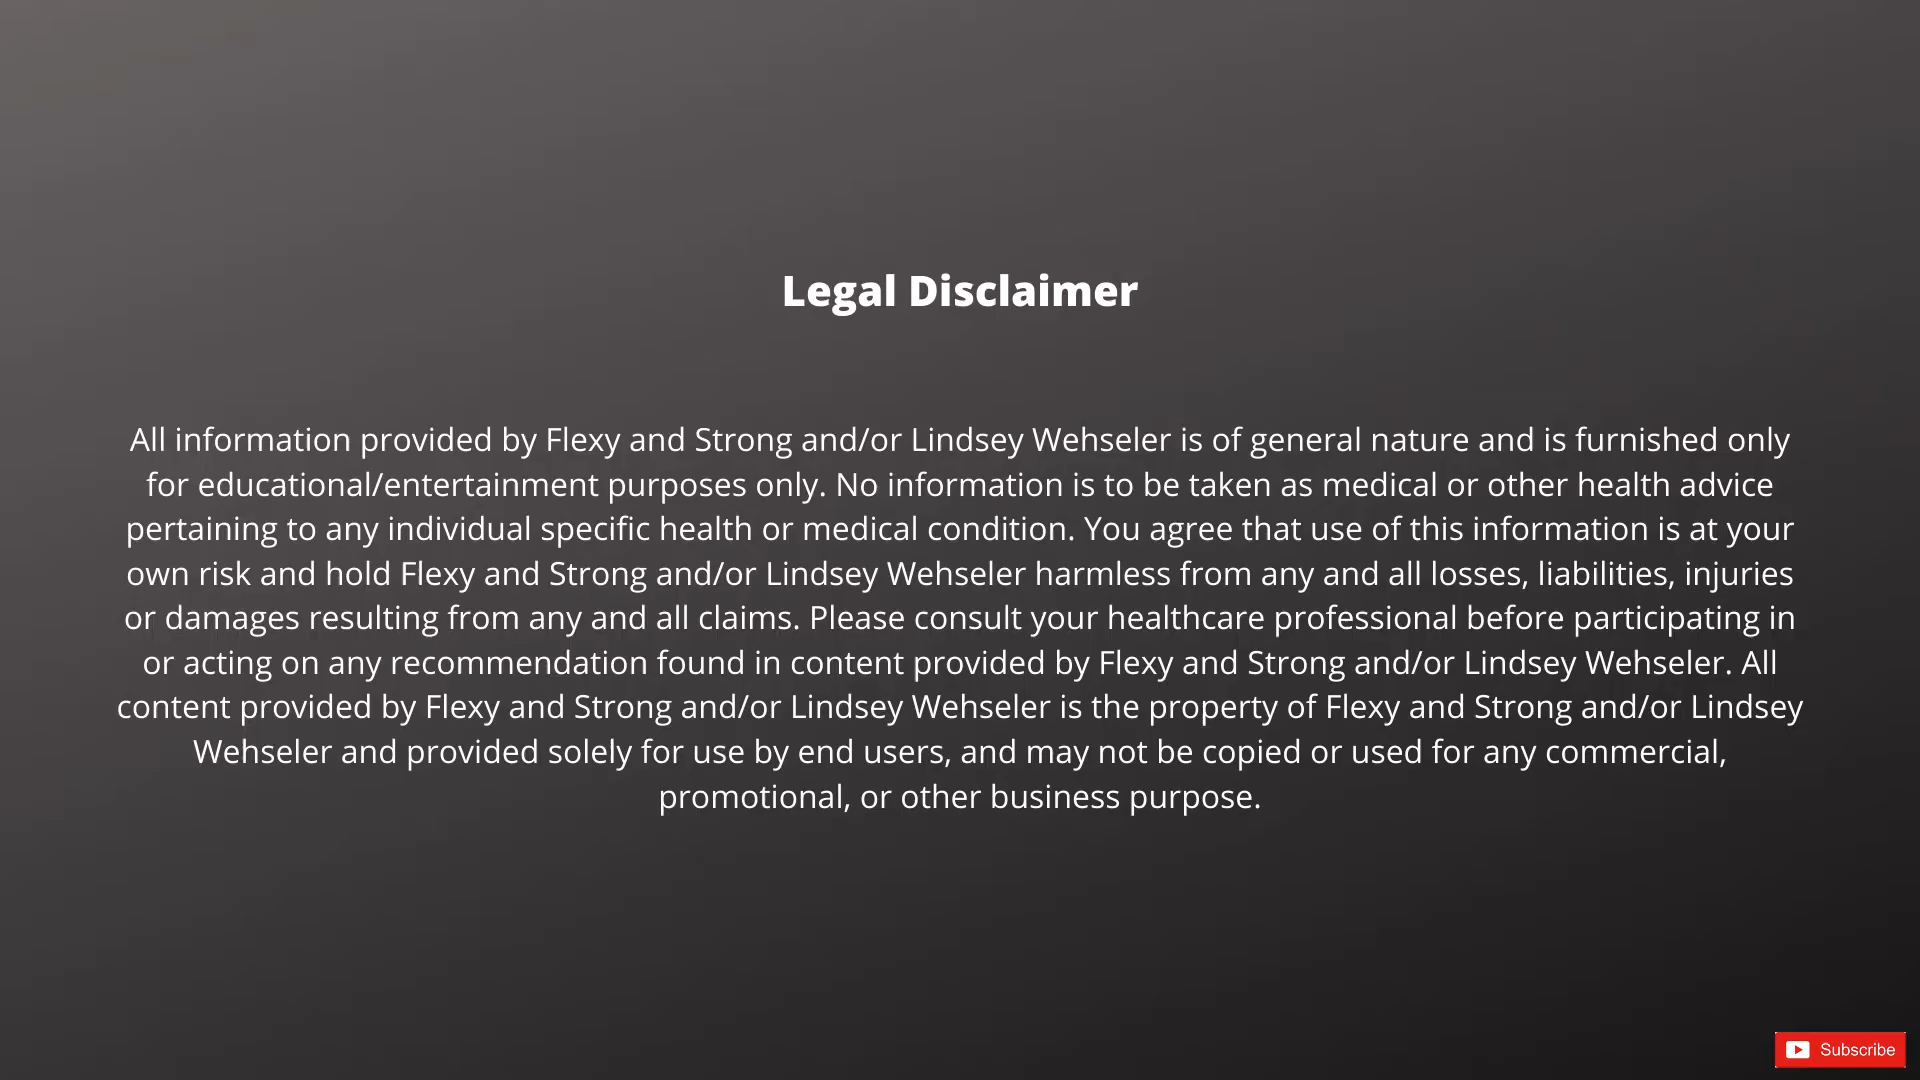 Legal Disclaimer
All information provided by Flexy and Strong and/or Lindsey Wehseler is of general nature and is furnished only
for educational/entertainment purposes only. No information is to be taken as medical or other health advice
pertaining to any individual specific health or medical condition. You agree that use of this information is at your
own risk and hold Flexy and Strong and/or Lindsey Wehseler harmless from any and all losses, liabilities, injuries
or damages resulting from any and all claims. Please consult your healthcare professional before participating in
or acting on any recommendation found in content provided by Flexy and Strong and/or Lindsey Wehseler. All
content provided by Flexy and Strong and/or Lindsey Wehseler is the property of Flexy and Strong and/or Lindsey
Wehseler and provided solely for use by end users, and may not be copied or used for any commercial,
promotional, or other business purpose.
Subscribe